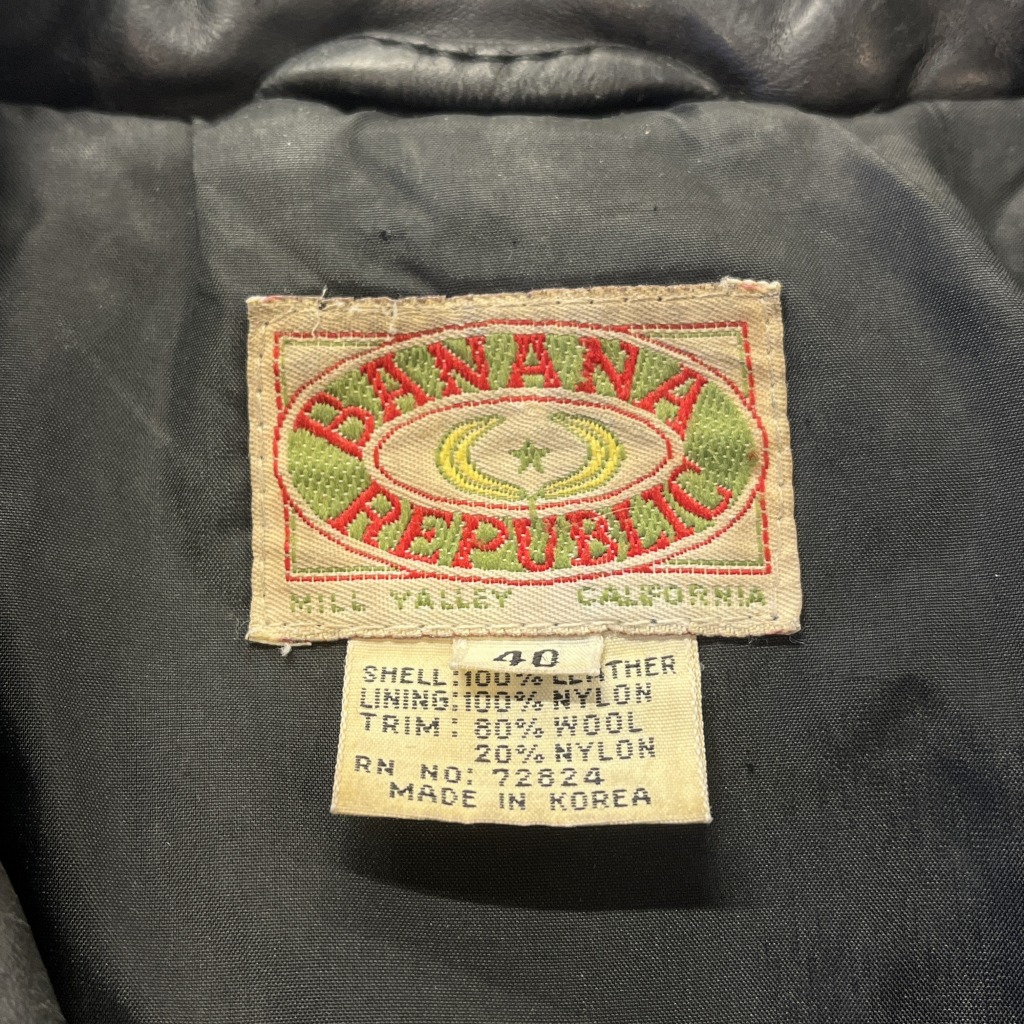 BANANA
REPUBLIC
MILL VALLEY CALIFORNIA
40
SHELL:100% LEATHER
LINING:100% NYLON
TRIM: 80% WOOL
20% NYLON
RN NO: 72824
MADE IN KOREA